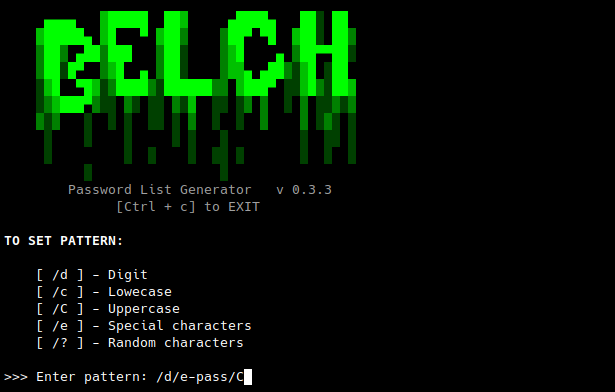 BELCH
Password List Generator v 0.3.3
[Ctrl + c] to EXIT
TO SET PATTERN:
[ /d ] – Digit
[ /c ] – Lowecase
[ /C ] – Uppercase
[ /e ] – Special characters
[ /? ] – Random characters
>>> Enter pattern: /d/e-pass/C